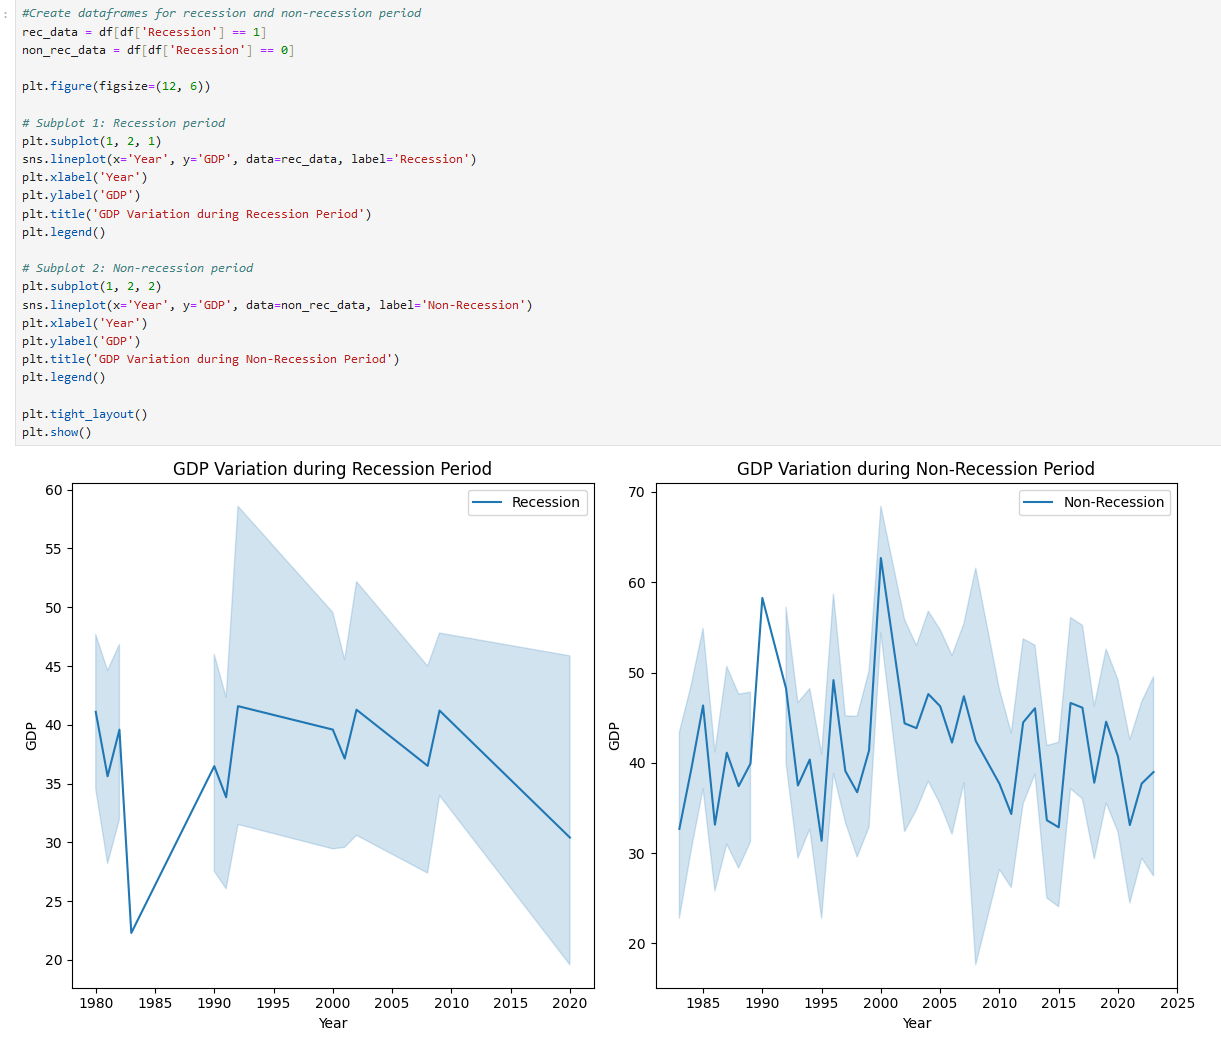 :
#Create dataframes for recession and non-recession period
rec_data = df[df['Recession'] == 1]
non_rec_data = df[df['Recession'] == 0]
plt.figure(figsize=(12, 6))
# Subplot 1: Recession period
plt.subplot(1, 2, 1)
sns.lineplot(x='Year', y='GDP', data=rec_data, label='Recession')
plt.xlabel('Year')
plt.ylabel('GDP')
plt.title('GDP Variation during Recession Period')
plt.legend()
# Subplot 2: Non-recession period
plt.subplot(1, 2, 2)
sns.lineplot(x='Year', y='GDP', data=non_rec_data, label='Non-Recession')
plt.xlabel('Year')
plt.ylabel('GDP')
plt.title('GDP Variation during Non-Recession Period')
plt.legend()
plt.tight_layout()
plt.show()
GDP Variation during Recession Period
Recession
60
55
50
45
40
35
30
25
20
GDP
1980 1985 1990 1995 2000 2005 2010 2015 2020
Year
GDP Variation during Non-Recession Period
Non-Recession
70
60
50
40
30
20
GDP
1985 1990 1995 2000 2005 2010 2015 2020 2025
Year